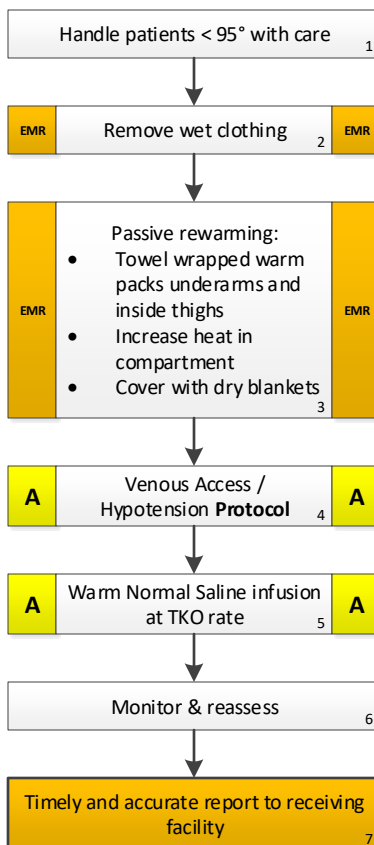 Handle patients < 95° with care
1
EMR
Remove wet clothing
EMR
2
Passive rewarming:
• Towel wrapped warm
packs underarms and
inside thighs
EMR
EMR
• Increase heat in
compartment
• Cover with dry blankets
3
A
Venous Access /
Hypotension Protocol
A
4
A
Warm Normal Saline infusion
at TKO rate
A
5
Monitor & reassess
6
Timely and accurate report to receiving
facility
7